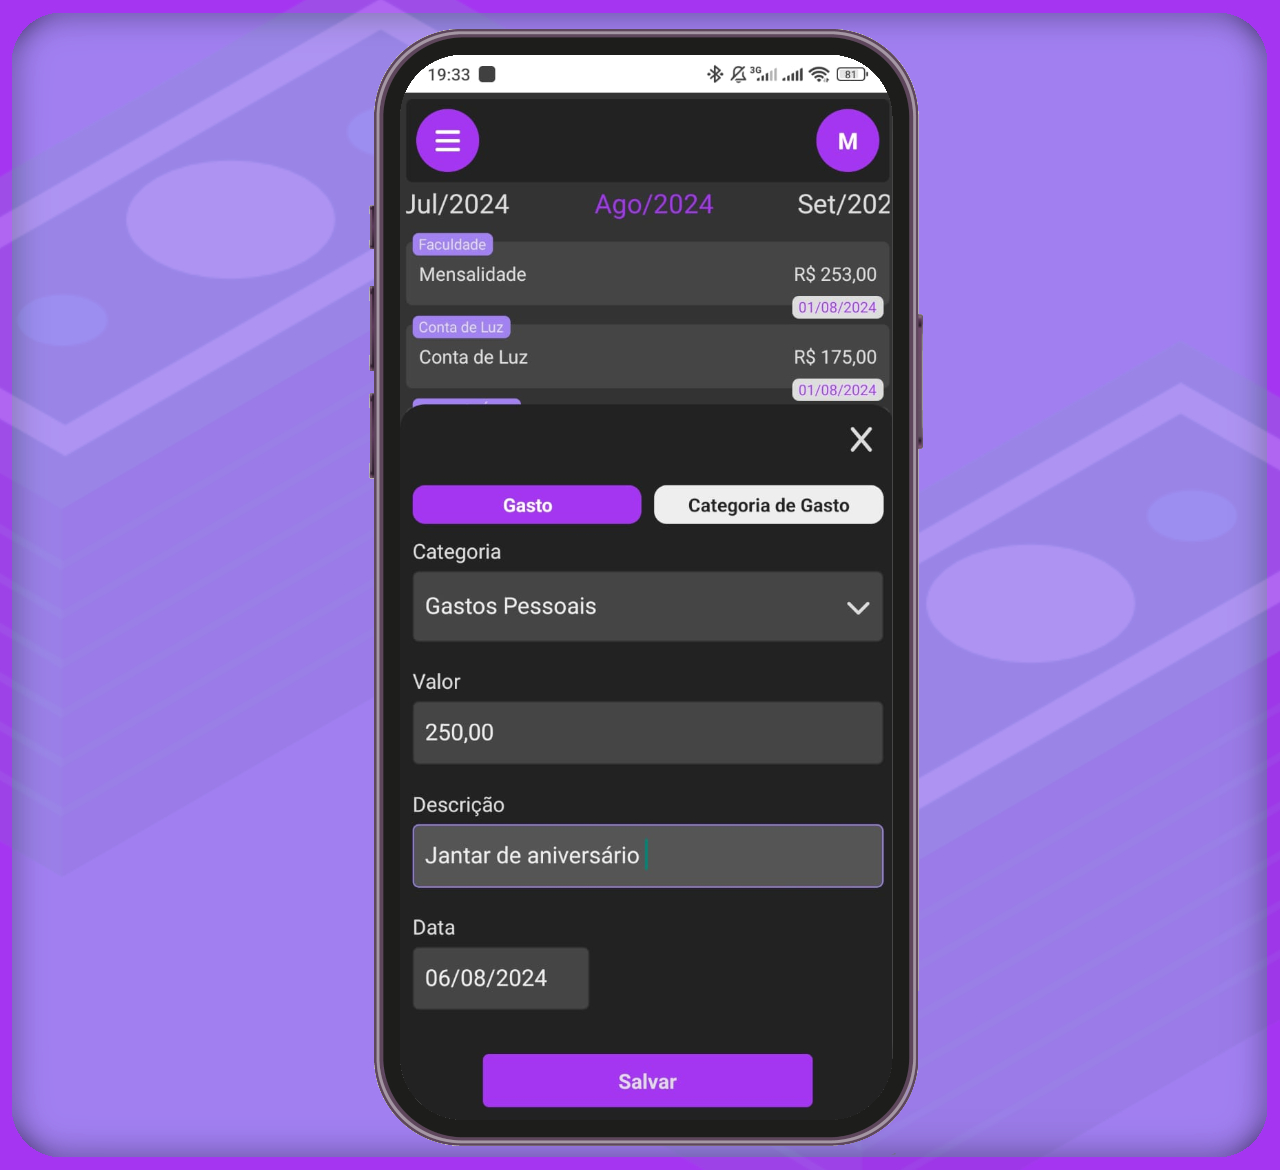 19:33 3G 81
M
Jul/2024 Ago/2024 Set/202
Faculdade
Mensalidade R$ 253,00
01/08/2024
Conta de Luz
Conta de Luz R$ 175,00
01/08/2024
Gasto Categoria de Gasto
Categoria
Gastos Pessoais
Valor
250,00
Descrição
Jantar de aniversário
Data
06/08/2024
Salvar